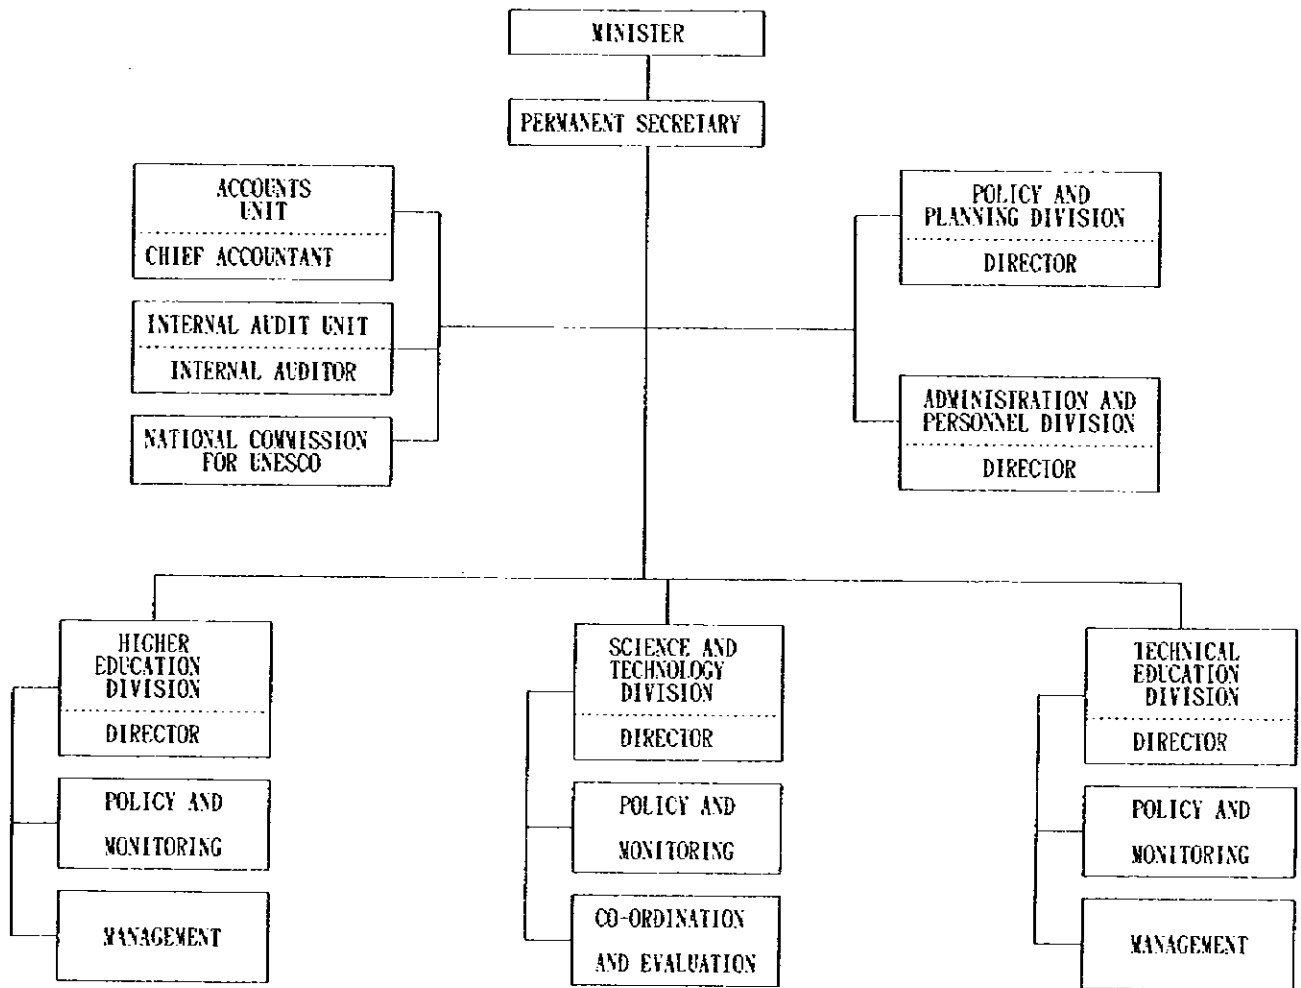 MINISTER
PERMANENT SECRETARY
ACCOUNTS
UNIT
CHIEF ACCOUNTANT
INTERNAL AUDIT UNIT
INTERNAL AUDITOR
NATIONAL COMMISSION
FOR UNESCO
POLICY AND
PLANNING DIVISION
DIRECTOR
ADMINISTRATION AND
PERSONNEL DIVISION
DIRECTOR
HIGHER
EDUCATION
DIVISION
DIRECTOR
POLICY AND
MONITORING
MANAGEMENT
SCIENCE AND
TECHNOLOGY
DIVISION
DIRECTOR
POLICY AND
MONITORING
CO-ORDINATION
AND EVALUATION
TECHNICAL
EDUCATION
DIVISION
DIRECTOR
POLICY AND
MONITORING
MANAGEMENT